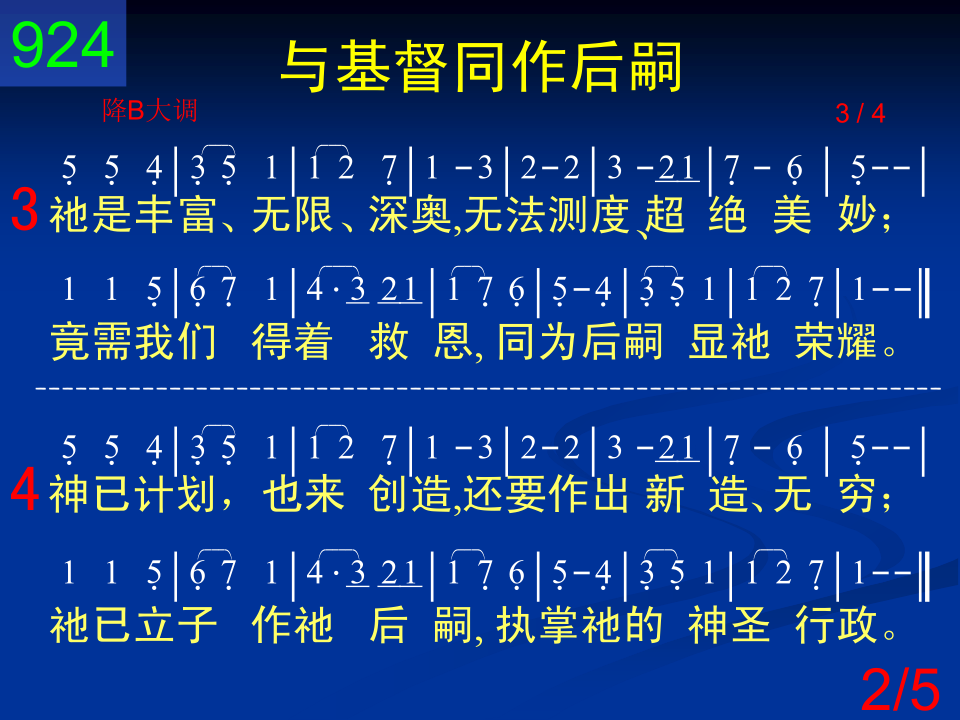 924
与基督同作后嗣
降B大调 3 / 4
5̣ 5̣ 4̣|3̣ 5̣ 1|1 2 7̣|1 -3|2-2|3 -2 1|7̣ - 6̣ | 5̣--|
3 祂是丰富、无限、深奥,无法测度、超 绝 美 妙；
1 1 5̣|6̣ 7̣ 1|4 · 3 2 1|1 7̣ 6̣|5̣-4̣|3̣ 5̣ 1|1 2 7̣|1--‖
竟需我们 得着 救 恩, 同为后嗣 显祂 荣耀。
5̣ 5̣ 4̣|3̣ 5̣ 1|1 2 7̣|1 -3|2-2|3 -2 1|7̣ - 6̣ | 5̣--|
4 神已计划，也来 创造,还要作出 新 造、无 穷；
1 1 5̣|6̣ 7̣ 1|4 · 3 2 1|1 7̣ 6̣|5̣-4̣|3̣ 5̣ 1|1 2 7̣|1--‖
祂已立子 作祂 后 嗣, 执掌祂的 神圣 行政。
2/5